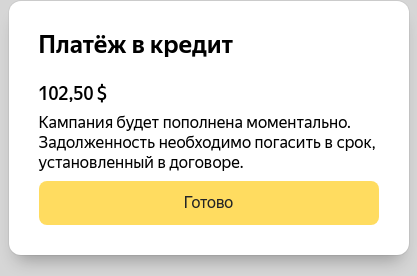 Платёж в кредит
102,50 $
Кампания будет пополнена моментально.
Задолженность необходимо погасить в срок,
установленный в договоре.
Готово